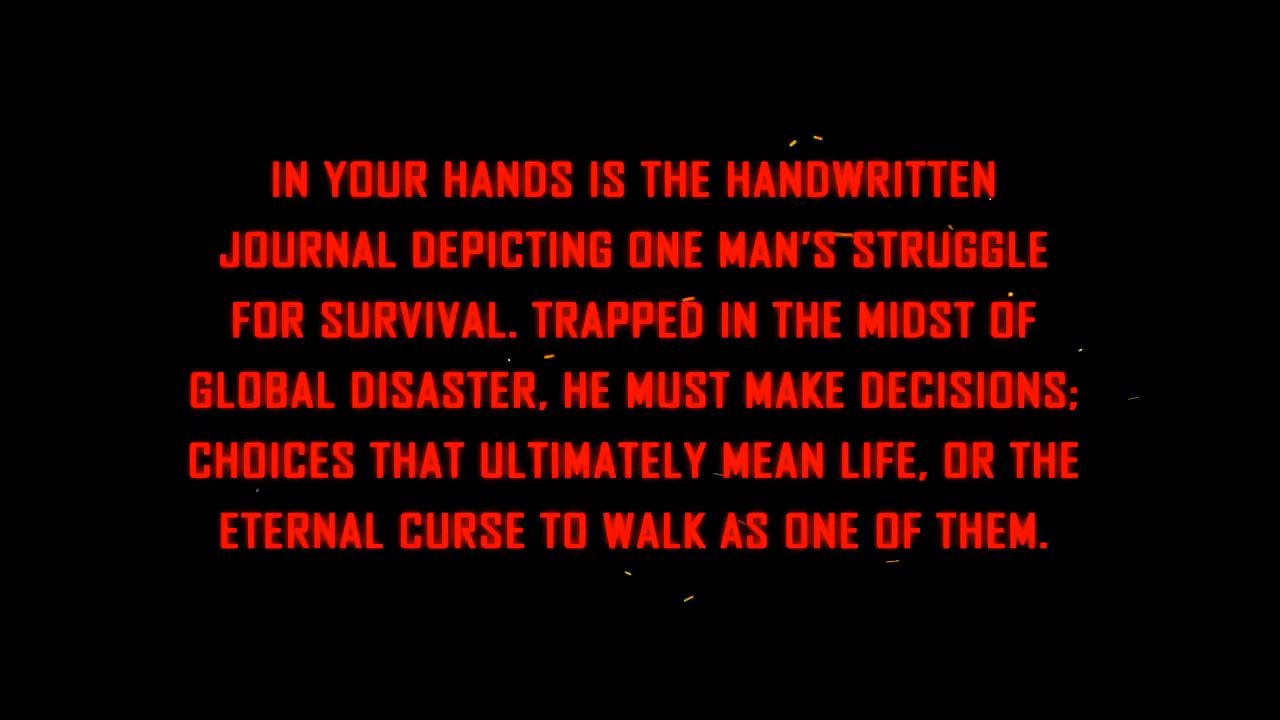 IN YOUR HANDS IS THE HANDWRITTEN
JOURNAL DEPICTING ONE MAN'S STRUGGLE
FOR SURVIVAL. TRAPPED IN THE MIDST OF
GLOBAL DISASTER, HE MUST MAKE DECISIONS;
CHOICES THAT ULTIMATELY MEAN LIFE, OR THE
ETERNAL CURSE TO WALK AS ONE OF THEM.